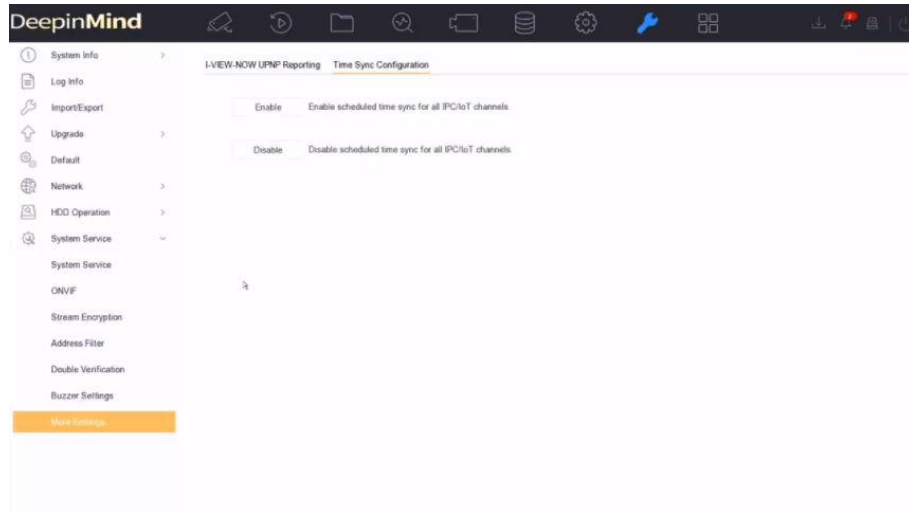 DeepinMind
System Info
Log Info
Import/Export
Upgrade
Default
Network
HDD Operation
System Service
System Service
ONVIF
Stream Encryption
Address Filter
Double Verification
Buzzer Settings
More Settings
I-VIEW-NOW UPNP Reporting Time Sync Configuration
Enable Enable scheduled time sync for all IPC/IoT channels.
Disable Disable scheduled time sync for all IPC/IoT channels.